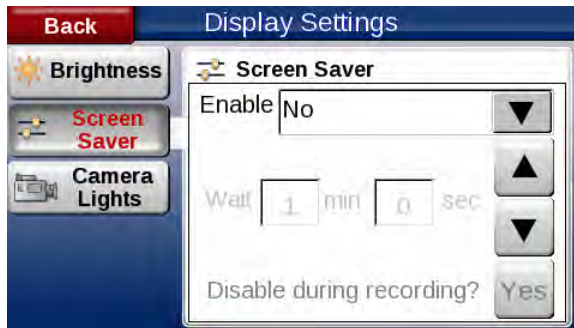 Back
Display Settings
Brightness
Screen Saver
Screen
Saver
Enable No
Camera
Lights
Wait 1 min 0 sec
Disable during recording? Yes